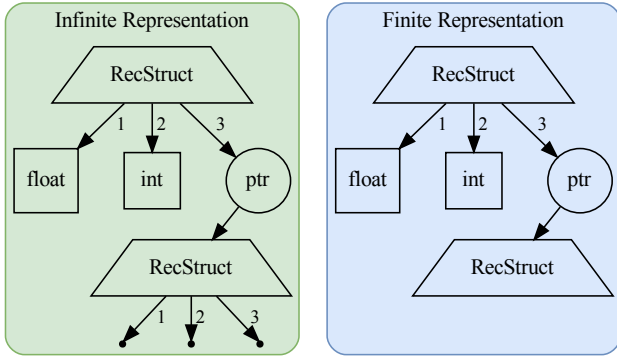 Infinite Representation
RecStruct
1 2 3
float int ptr
RecStruct
1 2 3
Finite Representation
RecStruct
1 2 3
float int ptr
RecStruct